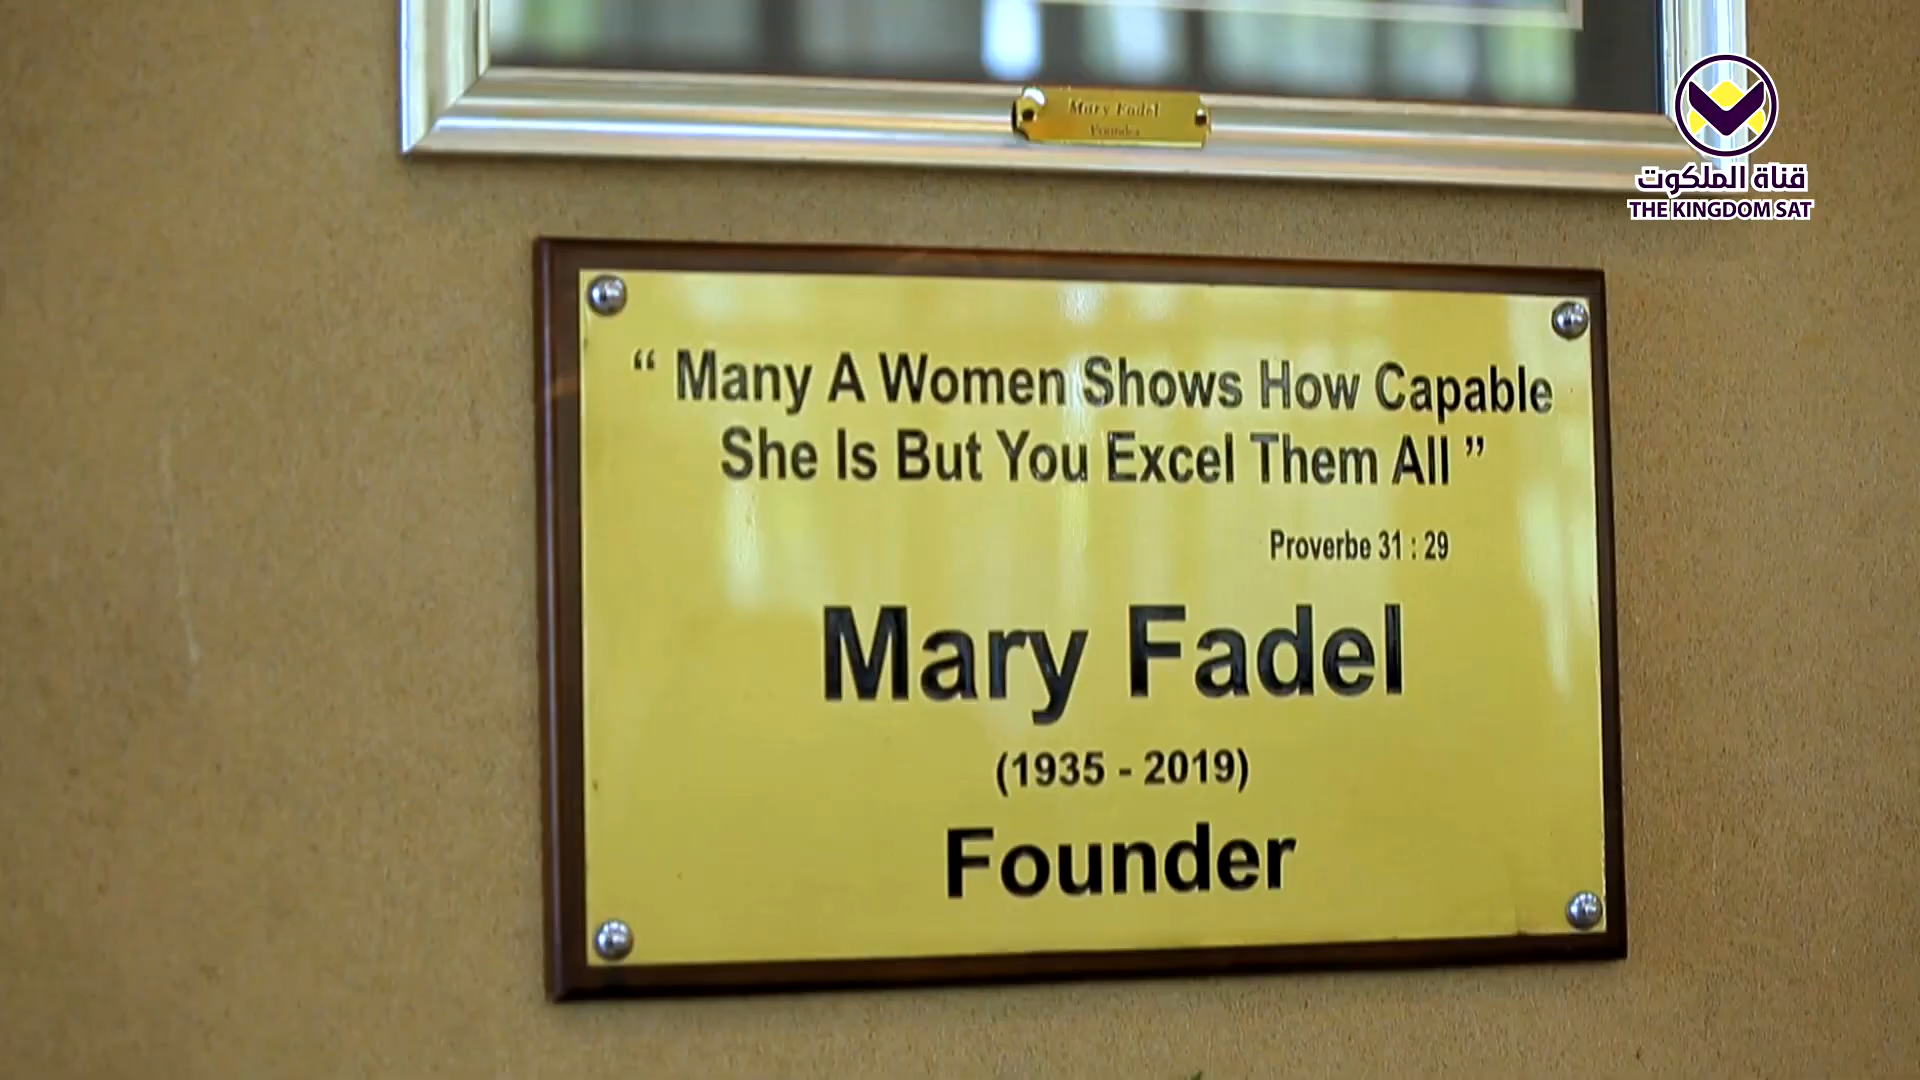 Mary Fadel
Founder
قناة الملكوت
THE KINGDOM SAT
“ Many A Women Shows How Capable
She Is But You Excel Them All ”
Proverbe 31 : 29
Mary Fadel
(1935 - 2019)
Founder